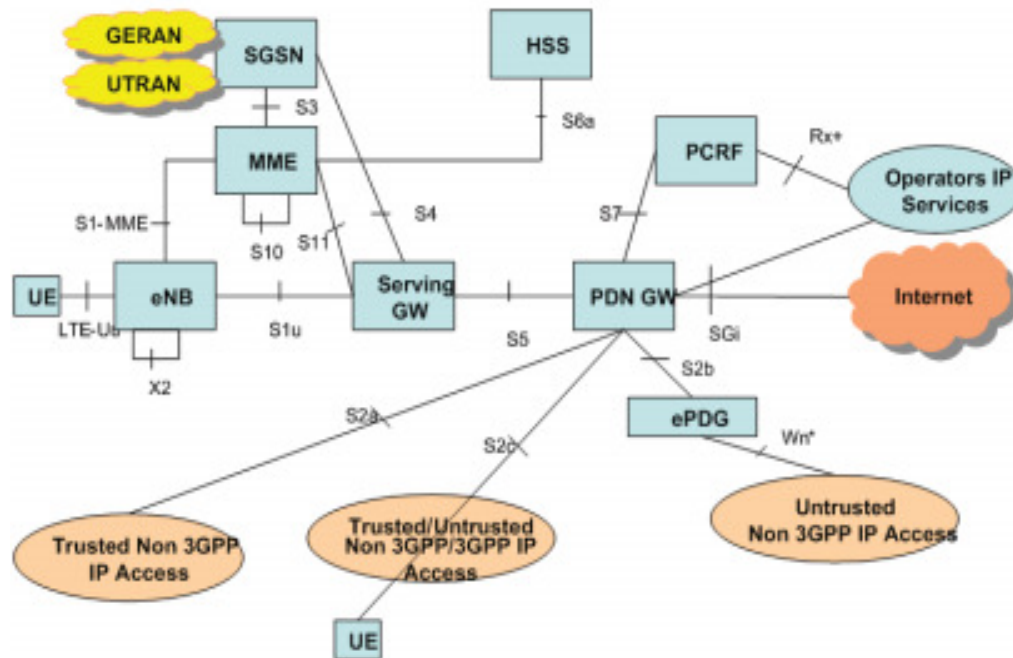 GERAN
SGSN
HSS
UTRAN
S3
S6a
MME
PCRF
Rx+
Operators IP
Services
S1-MME
S10
S11
S4
S7
UE
eNB
Serving
GW
PDN GW
Internet
LTE-Uu
S1u
S5
SGi
X2
S2b
S2a
ePDG
S2c
Wn*
Trusted Non 3GPP
IP Access
Trusted/Untrusted
Non 3GPP/3GPP IP
Access
Untrusted
Non 3GPP IP Access
UE